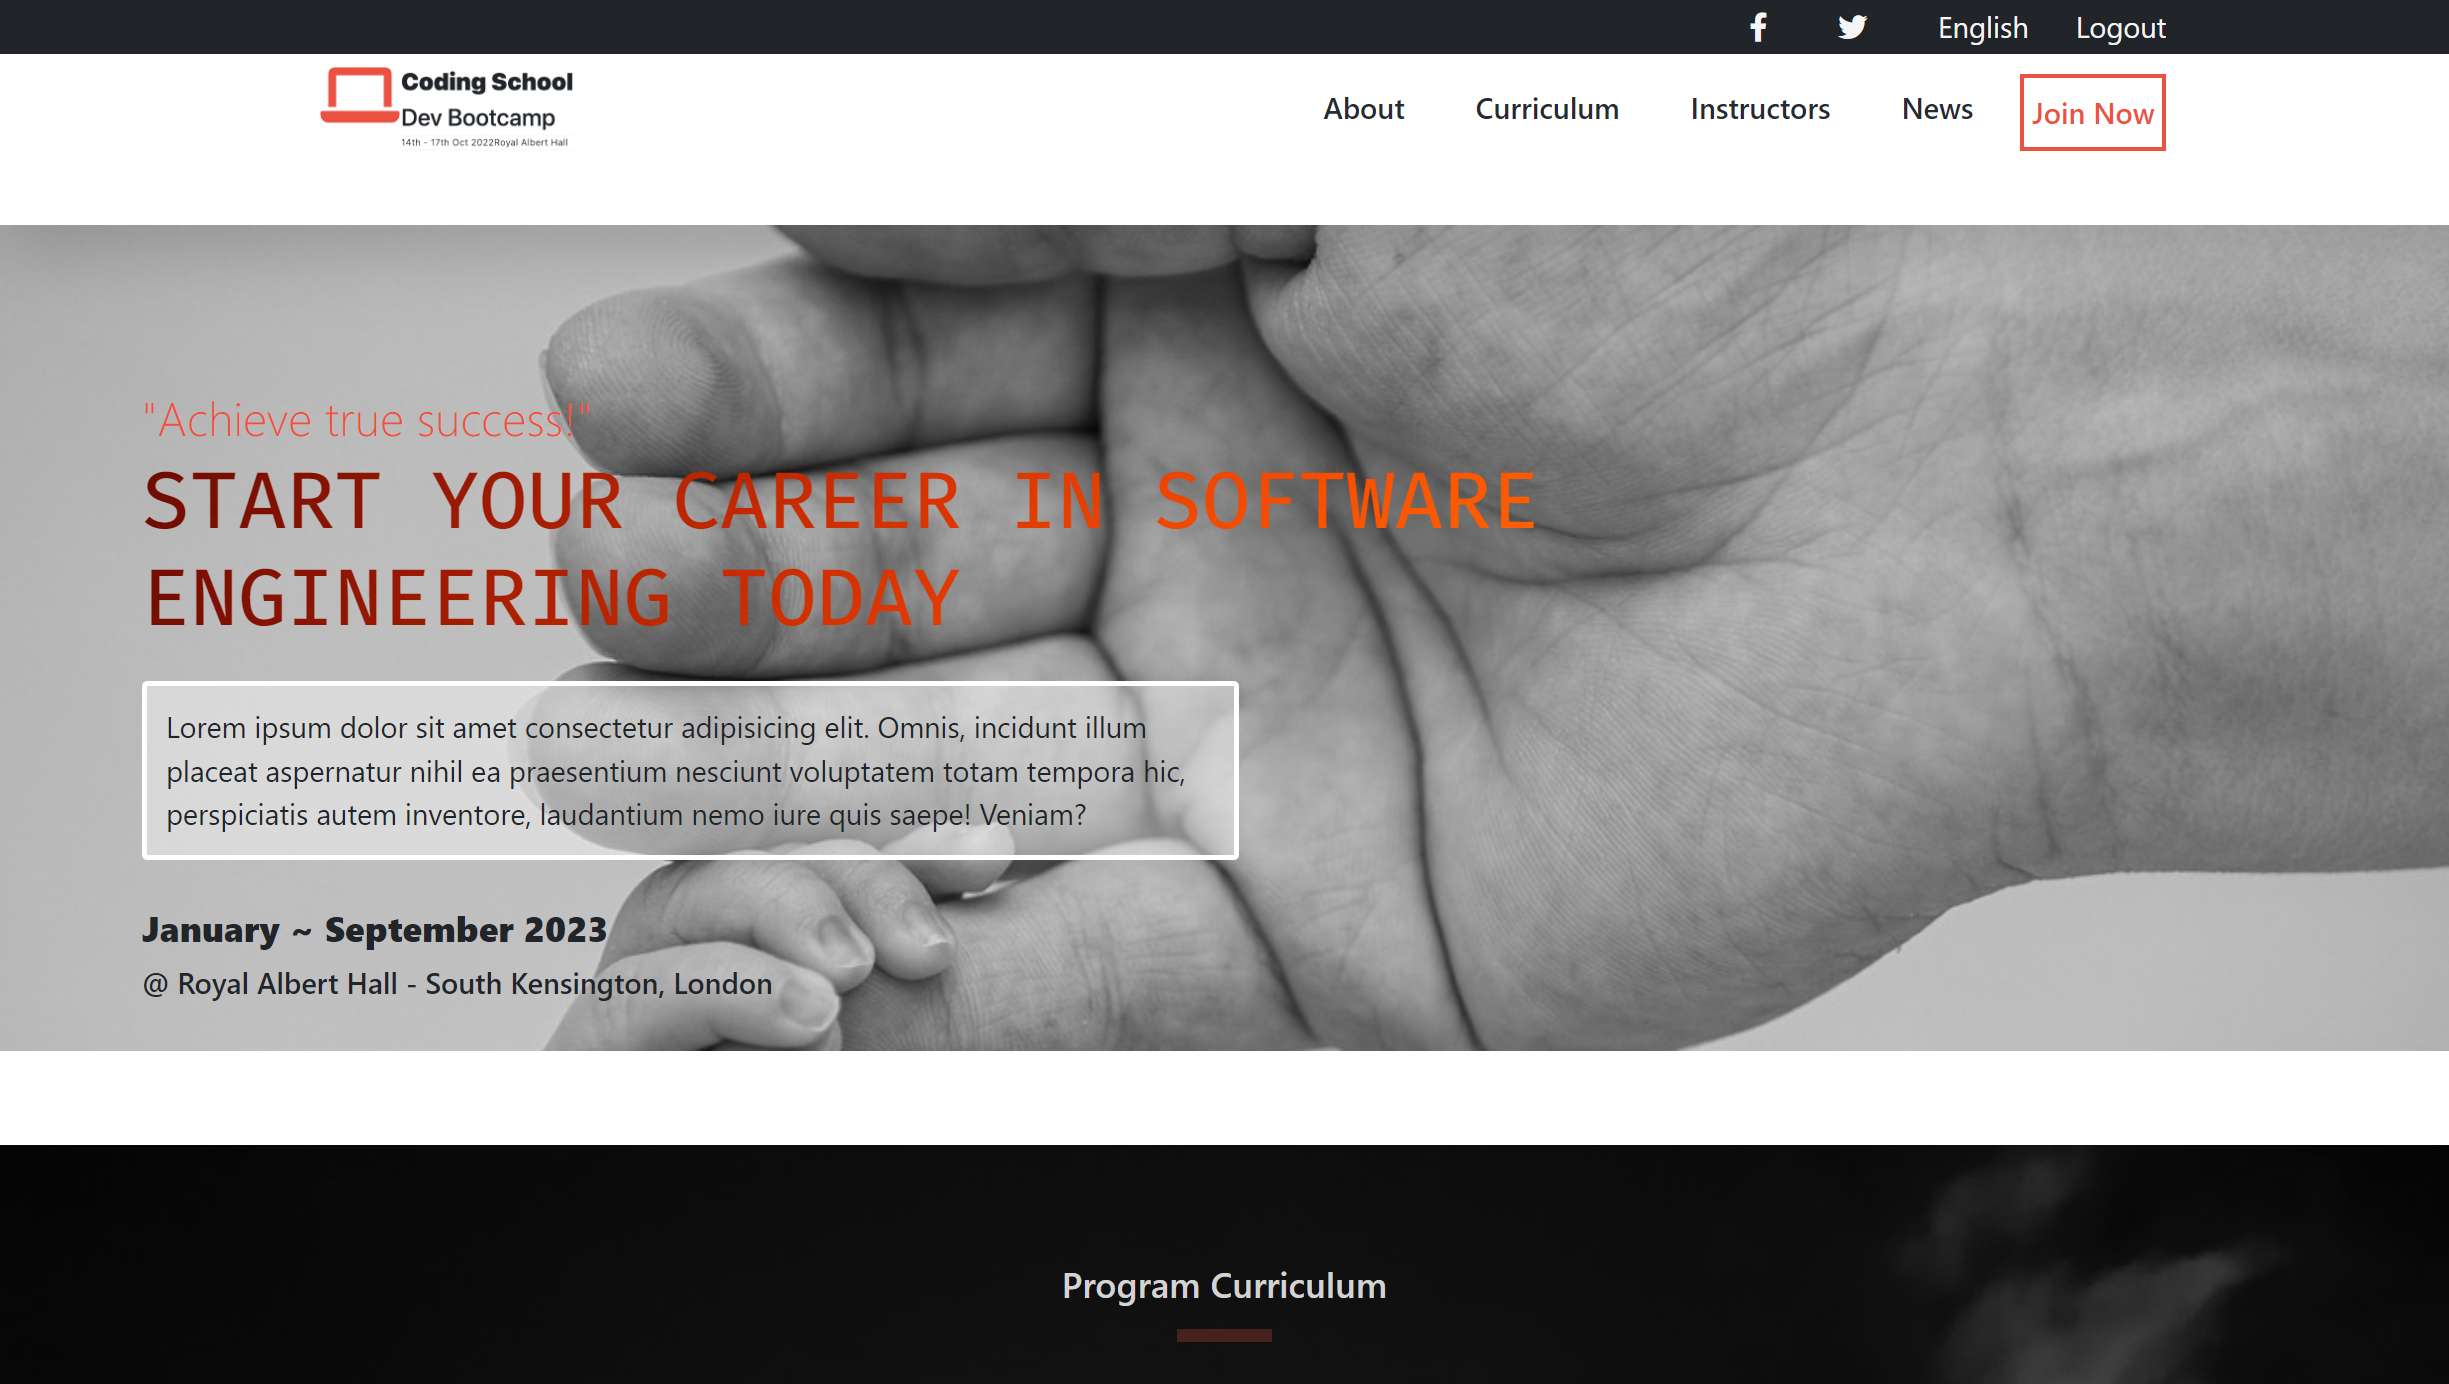 English Logout
Coding School
Dev Bootcamp
14th - 17th Oct 2022Royal Albert Hall
About Curriculum Instructors News Join Now
"Achieve true success!"
START YOUR CAREER IN SOFTWARE
ENGINEERING TODAY
Lorem ipsum dolor sit amet consectetur adipisicing elit. Omnis, incidunt illum
placeat aspernatur nihil ea praesentium nesciunt voluptatem totam tempora hic,
perspiciatis autem inventore, laudantium nemo iure quis saepe! Veniam?
January ~ September 2023
@ Royal Albert Hall - South Kensington, London
Program Curriculum